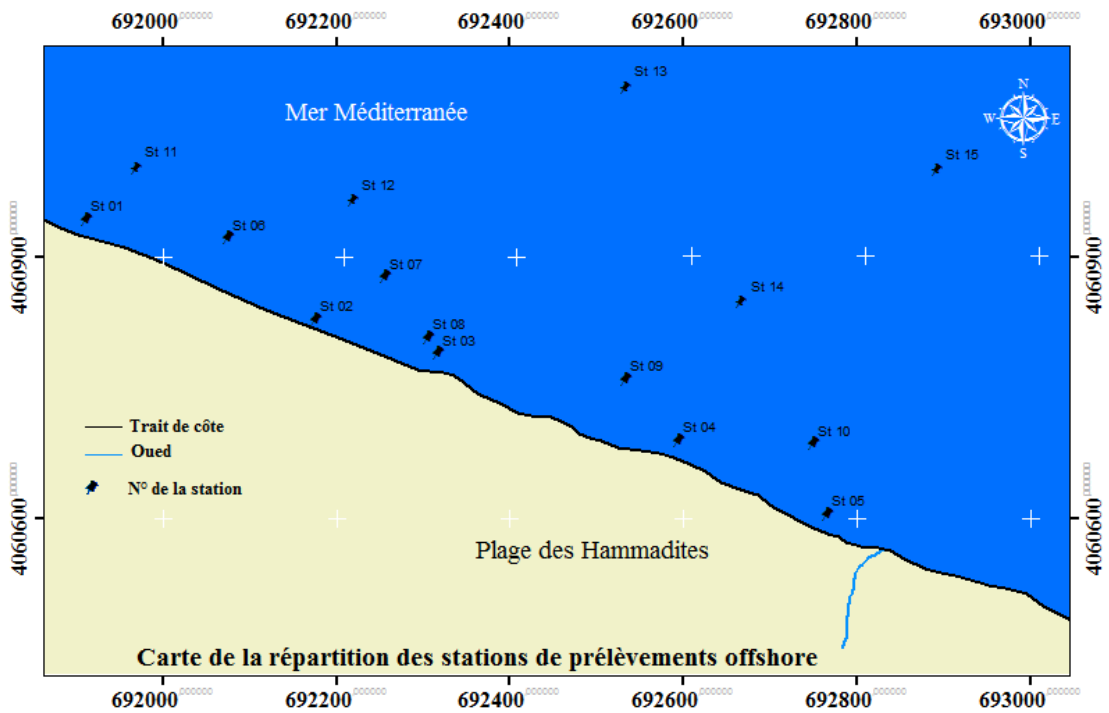 692000 692200 692400 692600 692800 693000
St 13
Mer Méditerranée
N
W E
S
St 11
St 15
St 12
St 01
St 06
4060900 4060900
St 07
St 14
St 02
St 08
St 03
St 09
Trait de côte
St 04
St 10
Oued
N° de la station
St 05
4060600 4060600
Plage des Hammadites
Carte de la répartition des stations de prélèvements offshore
692000 692200 692400 692600 692800 693000